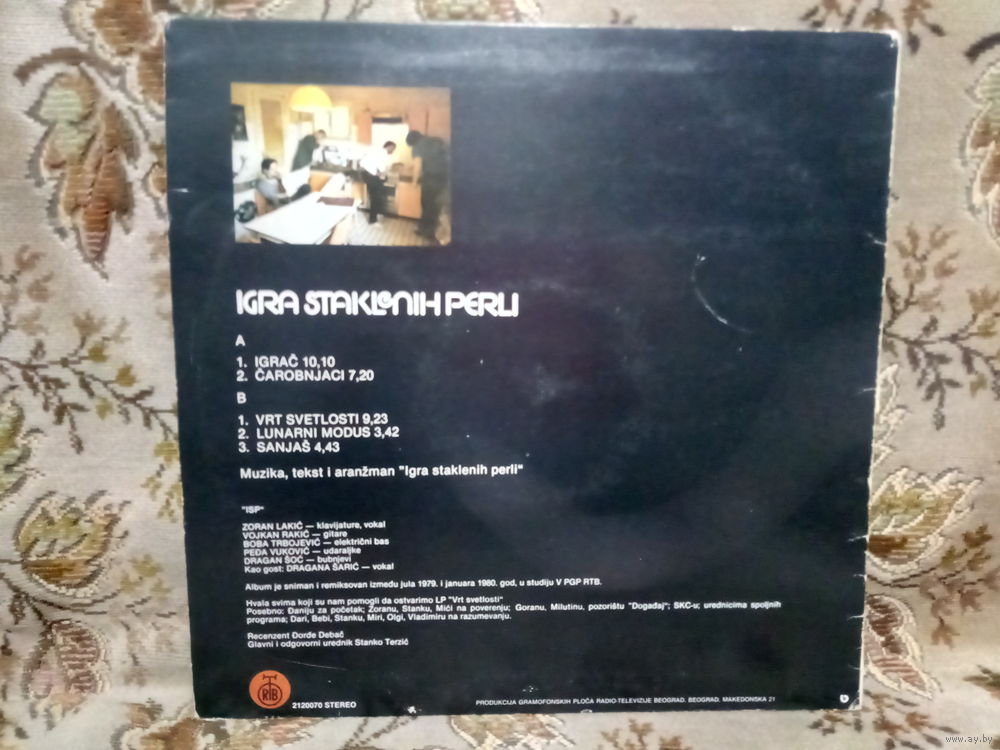 IGRA STAKLENIH PERLI
A
1. IGRAČ 10,10
2. ČAROBNJACI 7,20
B
1. VRT SVETLOSTI 9,23
2. LUNARNI MODUS 3,42
3. SANJAŠ 4,43
Muzika, tekst i aranžman "Igra staklenih perli"
"ISP"
ZORAN LAKIĆ — klavijature, vokal
VOJKAN RAKIĆ — gitare
BOBA TRBOJEVIĆ — električni bas
PEĐA VUKOVIĆ — udaraljke
DRAGAN ŠOĆ — bubnjevi
Kao gost: DRAGANA ŠARIĆ — vokal
Album je sniman i remiksovan između jula 1979. i januara 1980. god, u studiju V PGP RTB.
Hvala svima koji su nam pomogli da ostvarimo LP "Vrt svetlosti"
Posebno: Daniju za početak; Zoranu, Stanku, Mići na poverenju; Goranu, Milutinu, pozorištu "Događaj"; SKC-u; urednicima spoljnih
programa; Dari, Bebi, Stanku, Miri, Olgi, Vladimiru na razumevanju.
Recenzent Đorđe Debač
Glavni i odgovorni urednik Stanko Terzić
RTB
2120070 STEREO
PRODUKCIJA GRAMOFONSKIH PLOČA RADIO-TELEVIZIJE BEOGRAD, BEOGRAD, MAKEDONSKA 21
www.ay.by